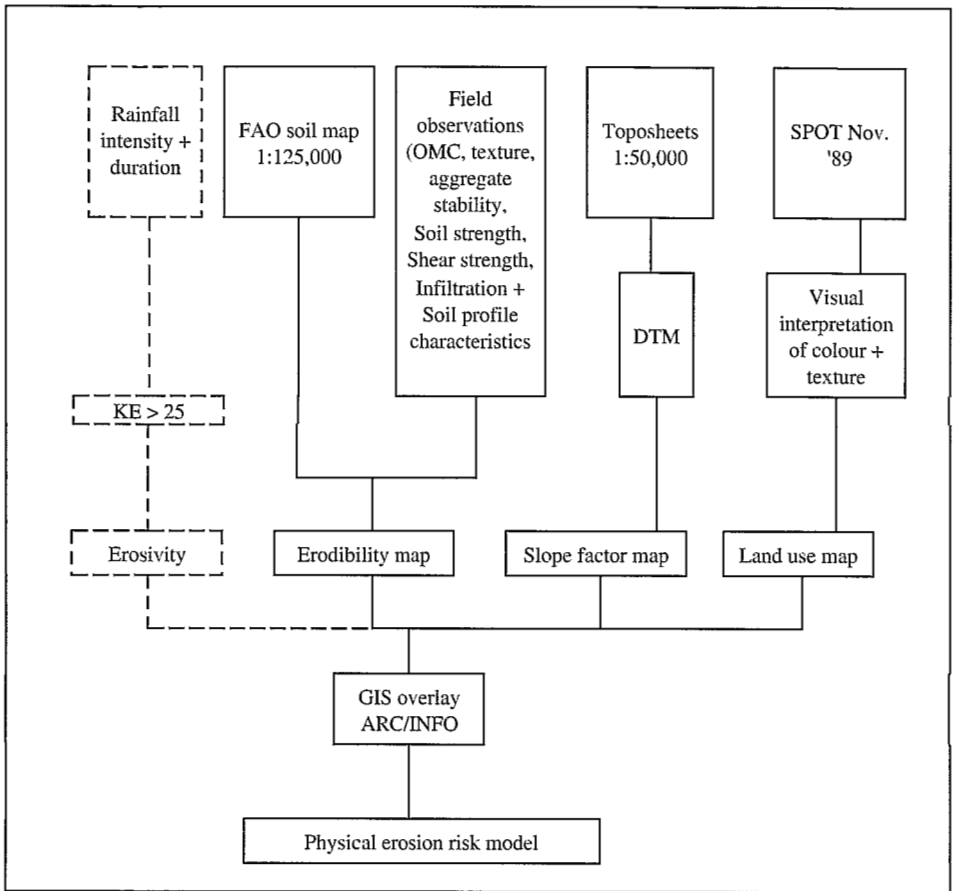 Rainfall
intensity +
duration
FAO soil map
1:125,000
Field
observations
(OMC, texture,
aggregate
stability,
Soil strength,
Shear strength,
Infiltration +
Soil profile
characteristics
Toposheets
1:50,000
SPOT Nov.
'89
DTM
Visual
interpretation
of colour +
texture
KE > 25
Erosivity
Erodibility map
Slope factor map
Land use map
GIS overlay
ARC/INFO
Physical erosion risk model